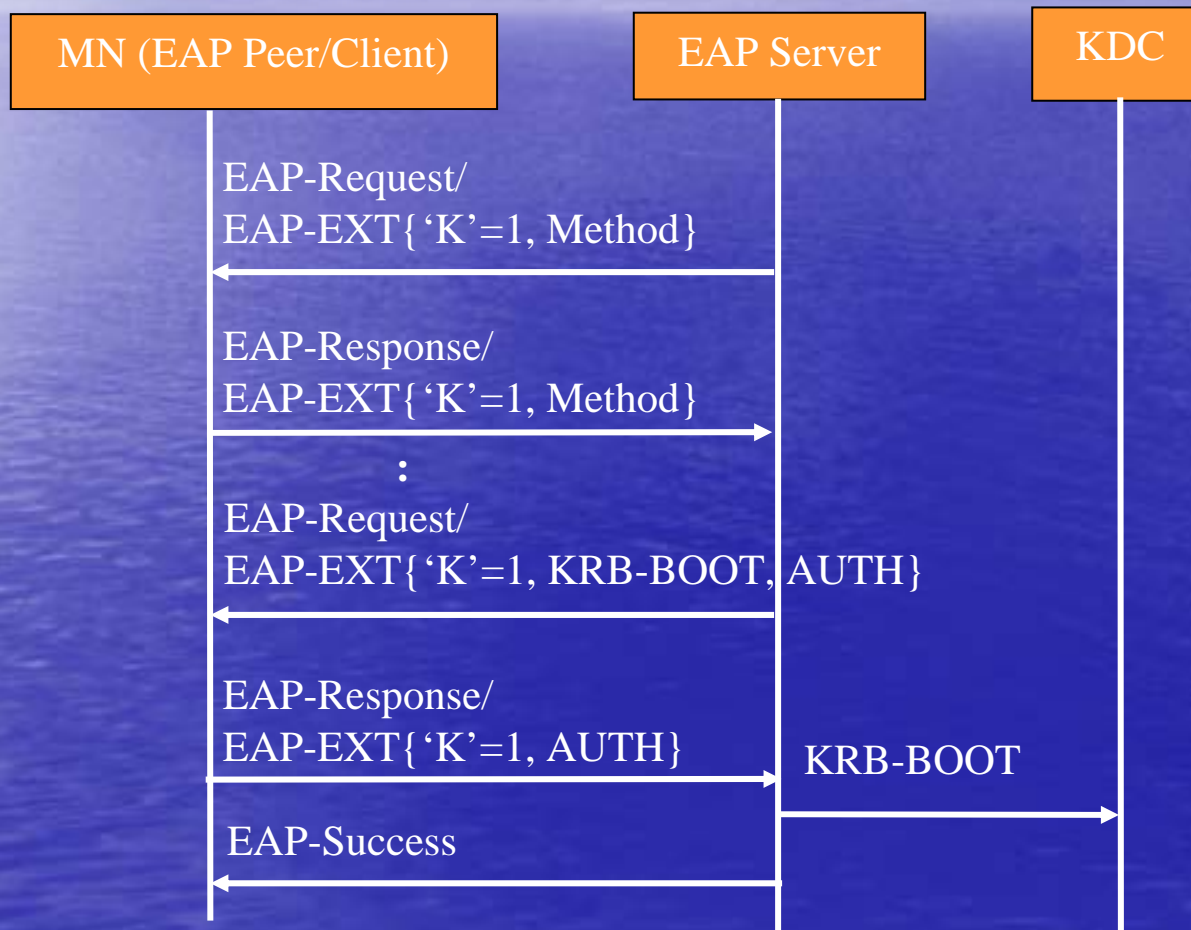 MN (EAP Peer/Client)
EAP Server
KDC
EAP-Request/
EAP-EXT{‘K’=1, Method}
EAP-Response/
EAP-EXT{‘K’=1, Method}
:
EAP-Request/
EAP-EXT{‘K’=1, KRB-BOOT, AUTH}
EAP-Response/
EAP-EXT{‘K’=1, AUTH}
KRB-BOOT
EAP-Success